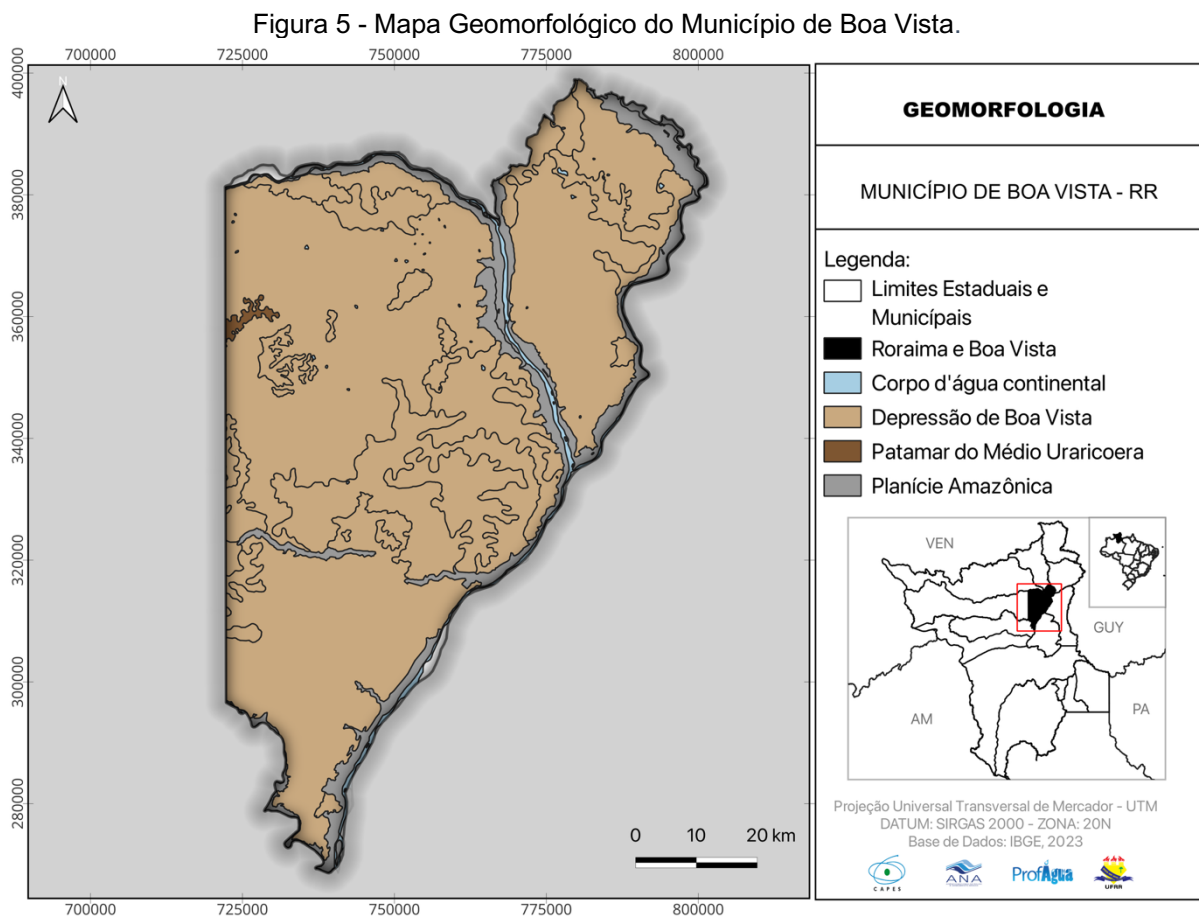 Figura 5 - Mapa Geomorfológico do Município de Boa Vista.
700000
725000
750000
775000
800000
400000
380000
360000
340000
320000
300000
280000
N
0
10
20 km
700000
725000
750000
775000
800000
GEOMORFOLOGIA
MUNICÍPIO DE BOA VISTA - RR
Legenda:
Limites Estaduais e
Municípais
Roraima e Boa Vista
Corpo d'água continental
Depressão de Boa Vista
Patamar do Médio Uraricoera
Planície Amazônica
VEN
GUY
AM
PA
Projeção Universal Transversal de Mercador - UTM
DATUM: SIRGAS 2000 - ZONA: 20N
Base de Dados: IBGE, 2023
CAPES
ANA
ProfÁgua
UFRR